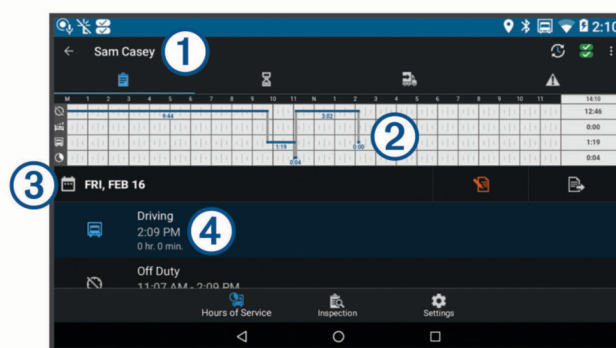 2:10
← Sam Casey
1
M 1 2 3 4 5 6 7 8 9 10 11 N 1 2 3 4 5 6 7 8 9 10 11 14:10
9:44 3:02 12:46
0:00
1:19 0:00 1:19
0:04 0:04
2
3
FRI, FEB 16
Driving
2:09 PM
0 hr. 0 min.
4
Off Duty
11:07 AM - 2:09 PM
Hours of Service Inspection Settings